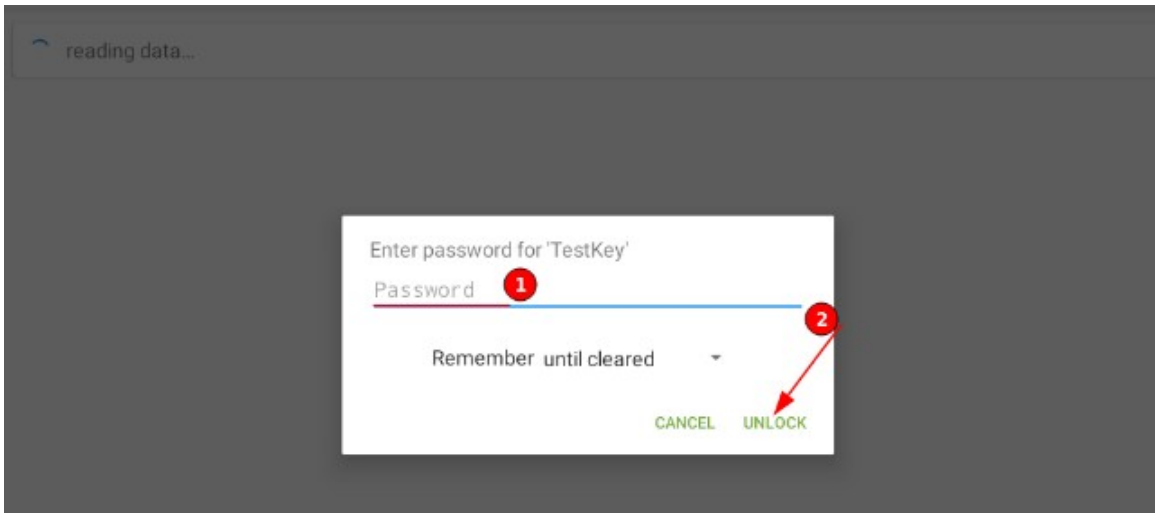 reading data...
Enter password for 'TestKey'
Password 1
2
Remember until cleared
CANCEL UNLOCK